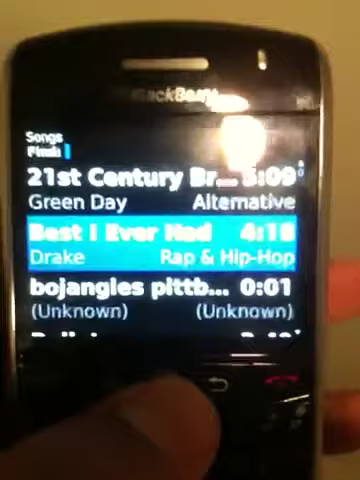 BlackBerry
Songs
Find:
21st Century Br... 5:09
Green Day Alternative
Best I Ever Had 4:18
Drake Rap & Hip-Hop
bojangles pittb... 0:01
(Unknown) (Unknown)